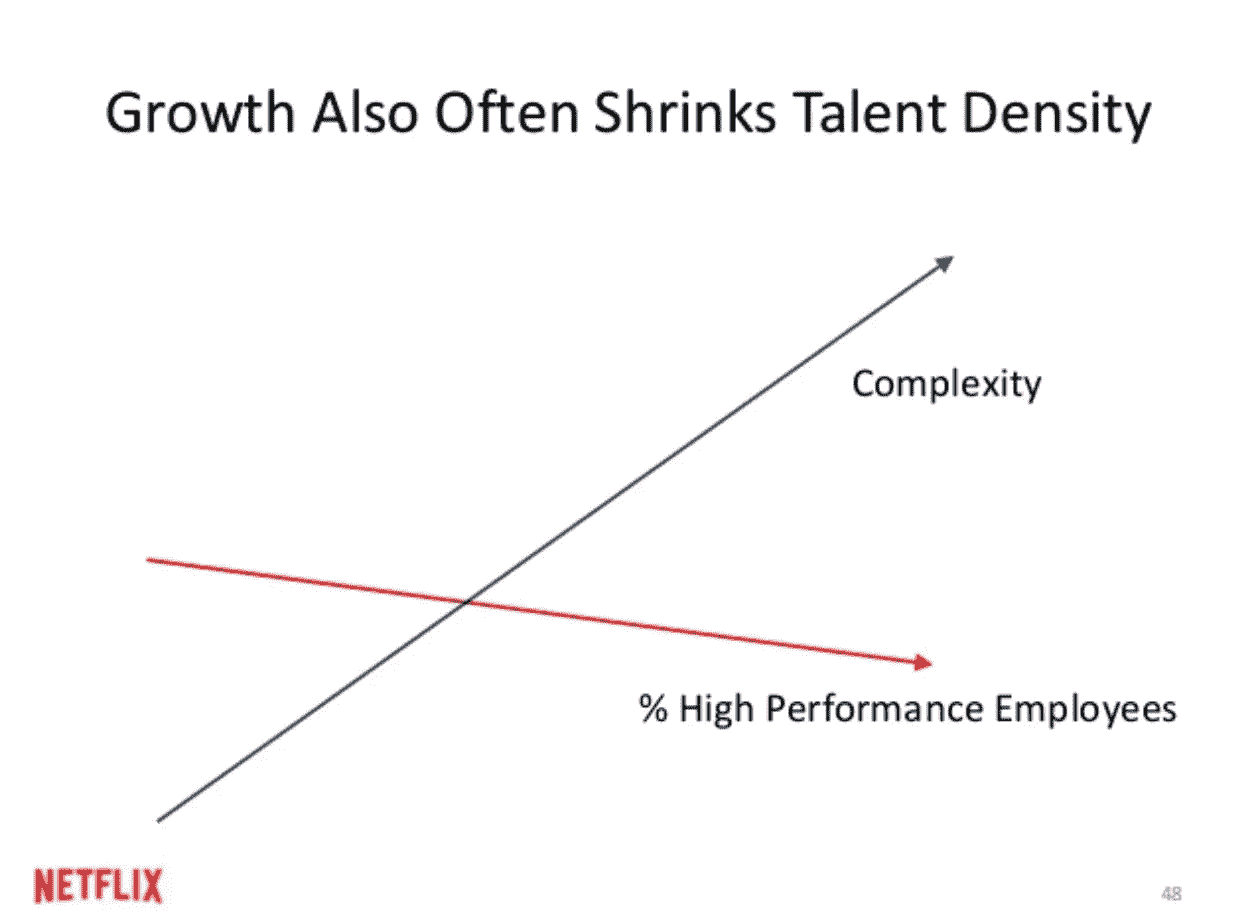 Growth Also Often Shrinks Talent Density
Complexity
% High Performance Employees
NETFLIX
48